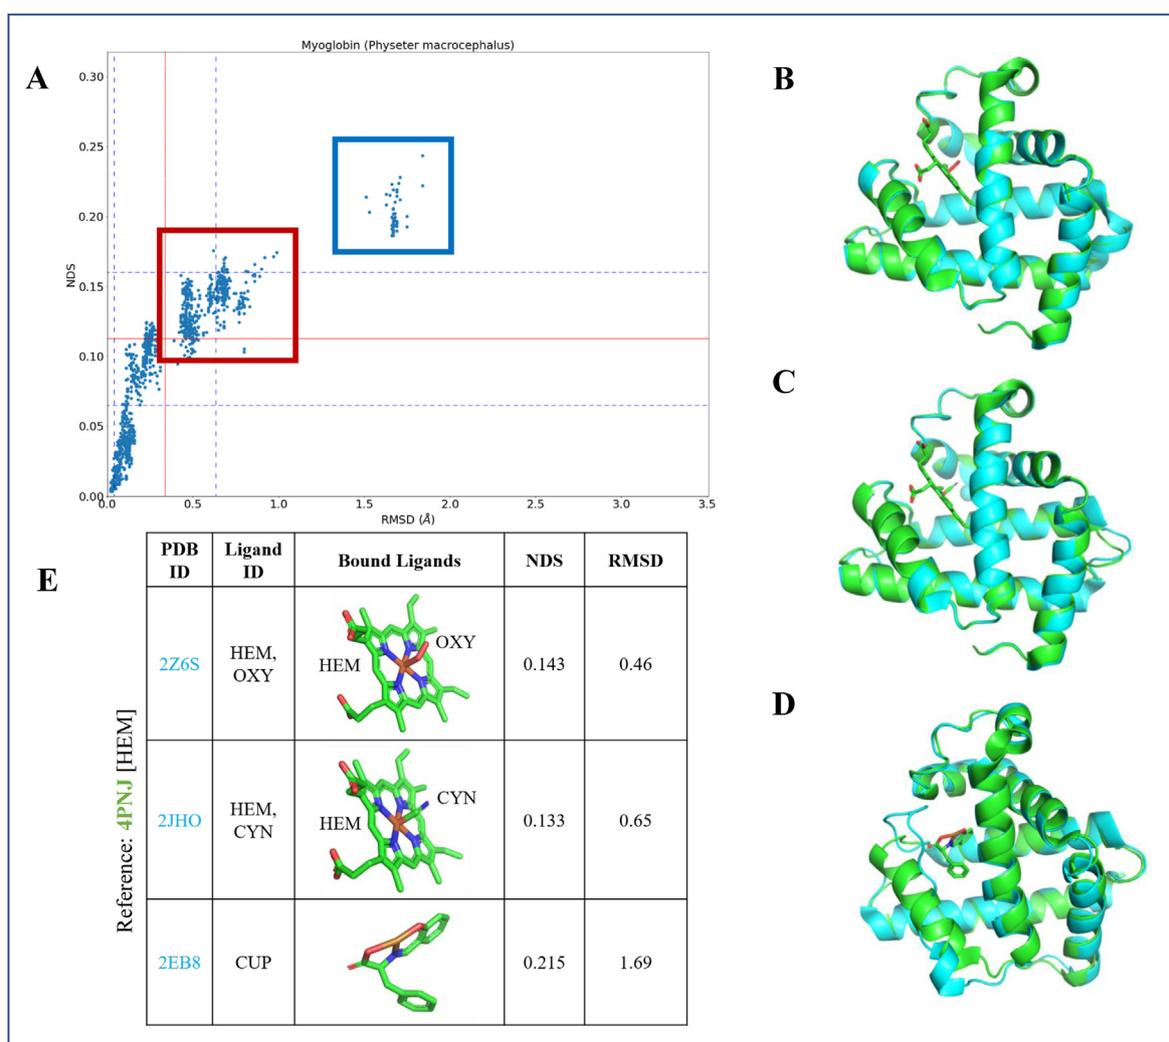 A
Myoglobin (Physeter macrocephalus)
NDS
0.30
0.25
0.20
0.15
0.10
0.05
0.00
0.0 0.5 1.0 1.5 2.0 2.5 3.0 3.5
RMSD (Å)
B
C
D
E
Reference: 4PNJ [HEM]
PDB ID Ligand ID Bound Ligands NDS RMSD
2Z6S HEM, OXY HEM OXY 0.143 0.46
2JHO HEM, CYN HEM CYN 0.133 0.65
2EB8 CUP 0.215 1.69